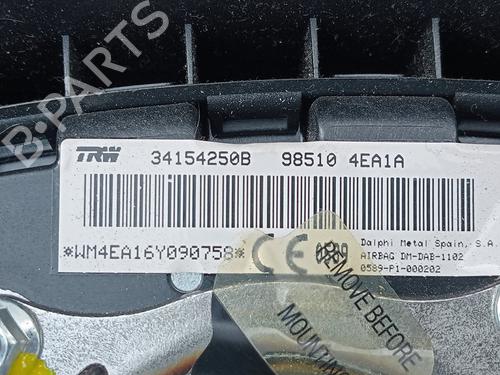 B-PARTS
TRW 34154250B 98510 4EA1A
*WM4EA16Y090758*
CE
Dalphi Metal Spain, S.A.
AIRBAG DM-DAB-1102
0589-P1-000202
REMOVE BEFORE
MOUNTING